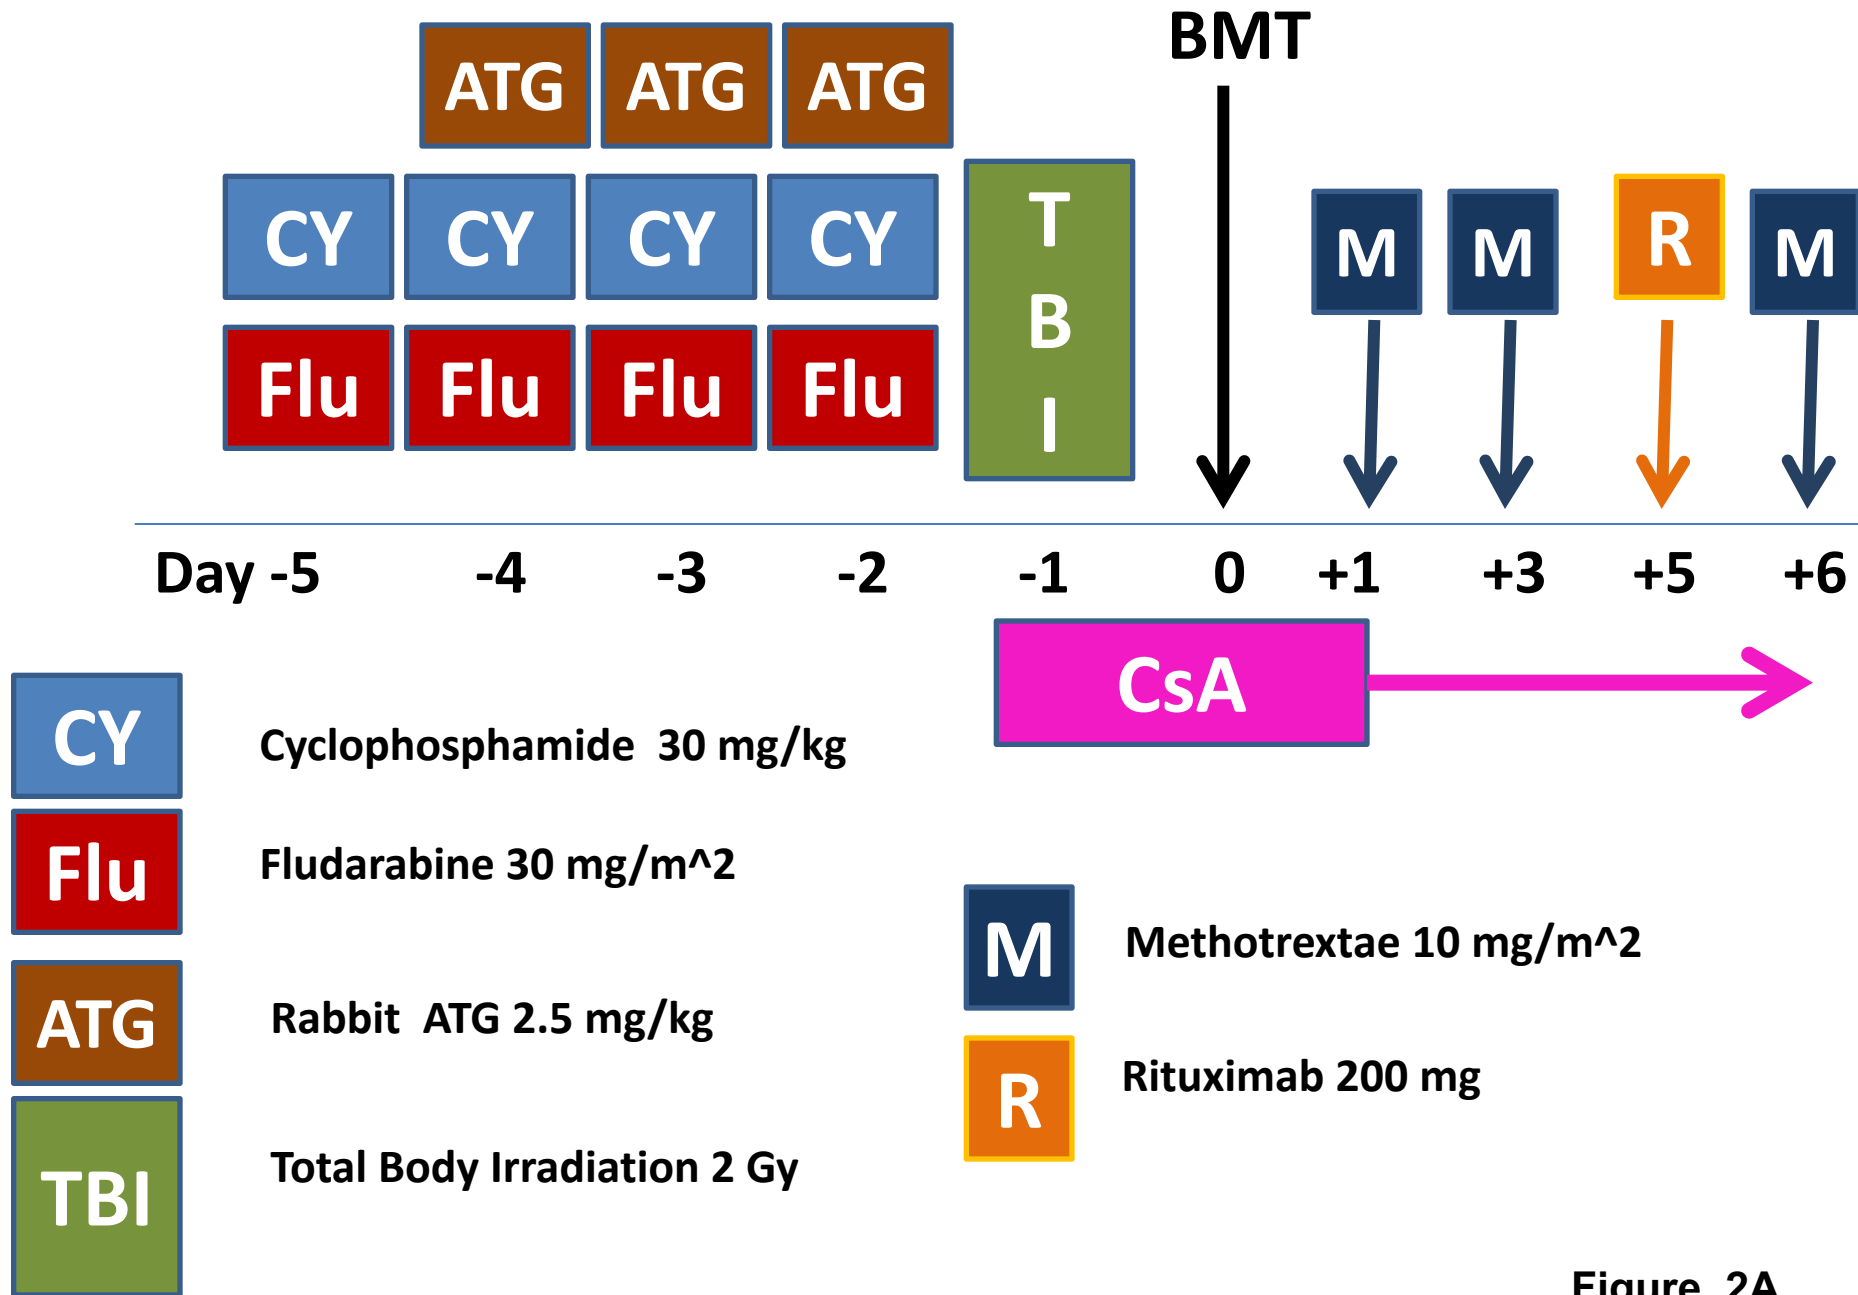 BMT
ATG ATG ATG
CY CY CY CY
Flu Flu Flu Flu
T
B
I
M M R M
Day -5 -4 -3 -2 -1 0 +1 +3 +5 +6
CsA
CY Cyclophosphamide 30 mg/kg
Flu Fludarabine 30 mg/m^2
ATG Rabbit ATG 2.5 mg/kg
TBI Total Body Irradiation 2 Gy
M Methotrextae 10 mg/m^2
R Rituximab 200 mg
Figure 2A